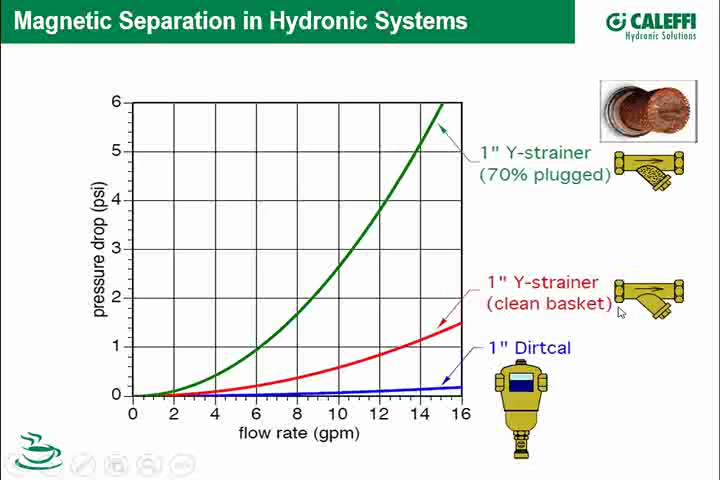 Magnetic Separation in Hydronic Systems
CALEFFI
Hydronic Solutions
6
5
4
3
2
1
0
pressure drop (psi)
0 2 4 6 8 10 12 14 16
flow rate (gpm)
1" Y-strainer
(70% plugged)
1" Y-strainer
(clean basket)
1" Dirtcal